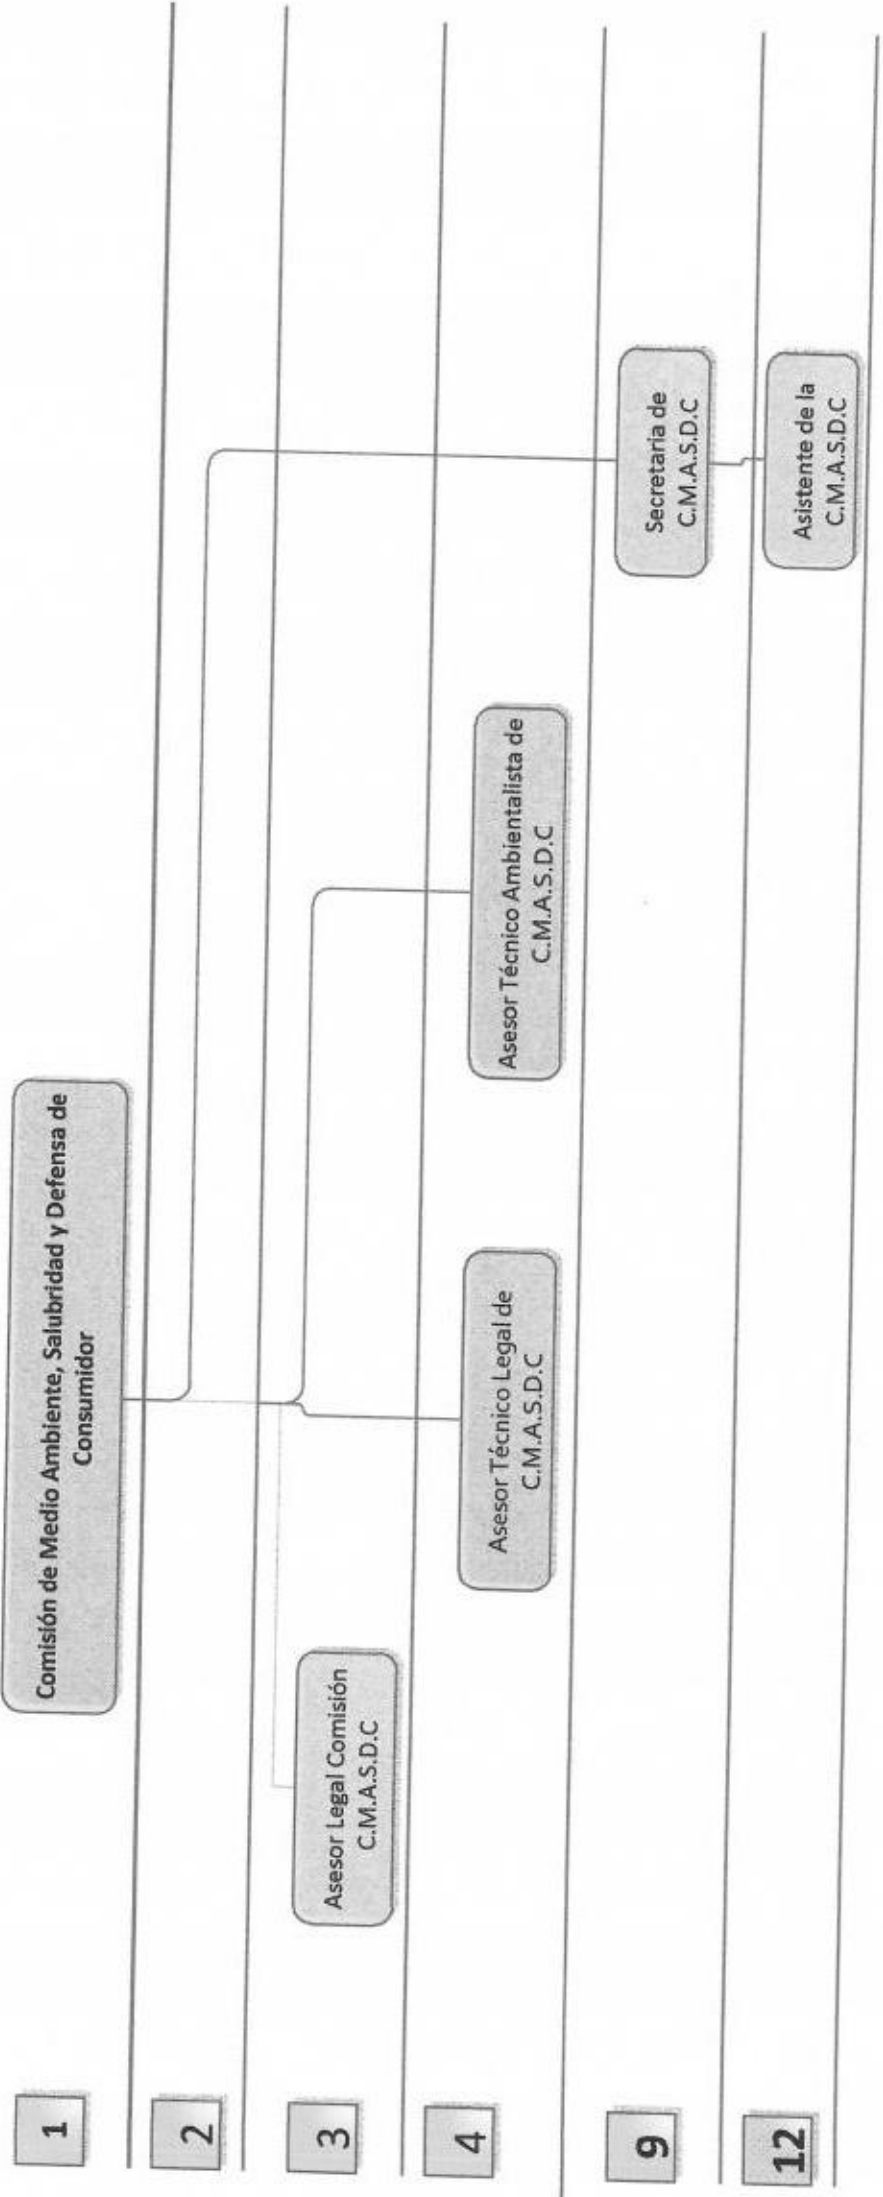 1
Comisión de Medio Ambiente, Salubridad y Defensa de
Consumidor
2
3
Asesor Legal Comisión
C.M.A.S.D.C
4
Asesor Técnico Legal de
C.M.A.S.D.C
Asesor Técnico Ambientalista de
C.M.A.S.D.C
9
Secretaria de
C.M.A.S.D.C
12
Asistente de la
C.M.A.S.D.C